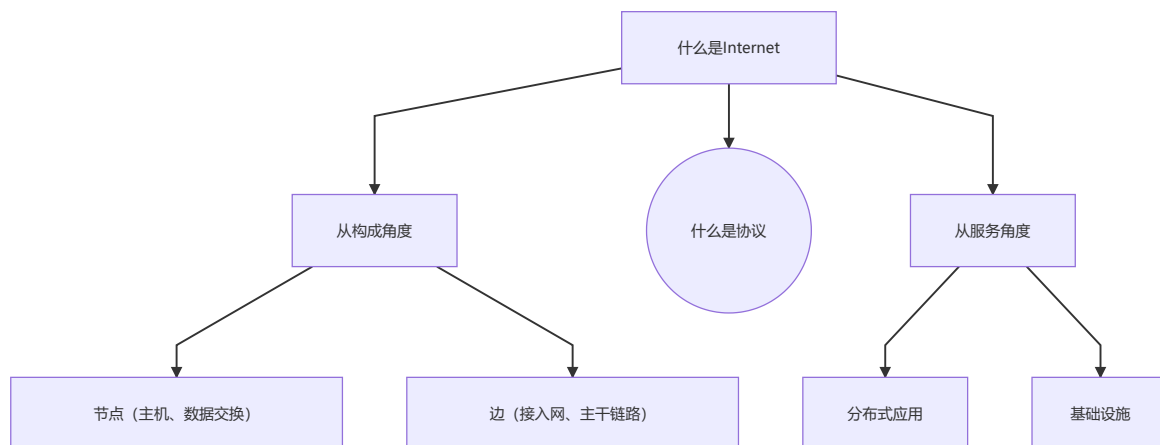 什么是Internet
从构成角度
什么是协议
从服务角度
节点（主机、数据交换）
边（接入网、主干链路）
分布式应用
基础设施